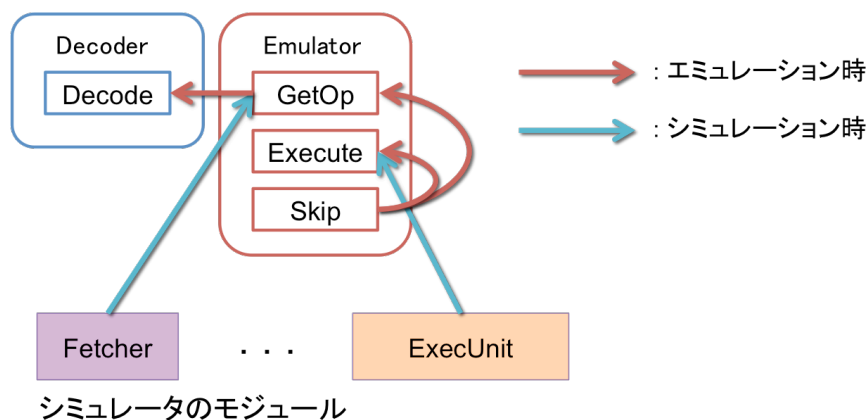 Decoder
Emulator
Decode
GetOp
: エミュレーション時
Execute
: シミュレーション時
Skip
Fetcher
・・・
ExecUnit
シミュレータのモジュール